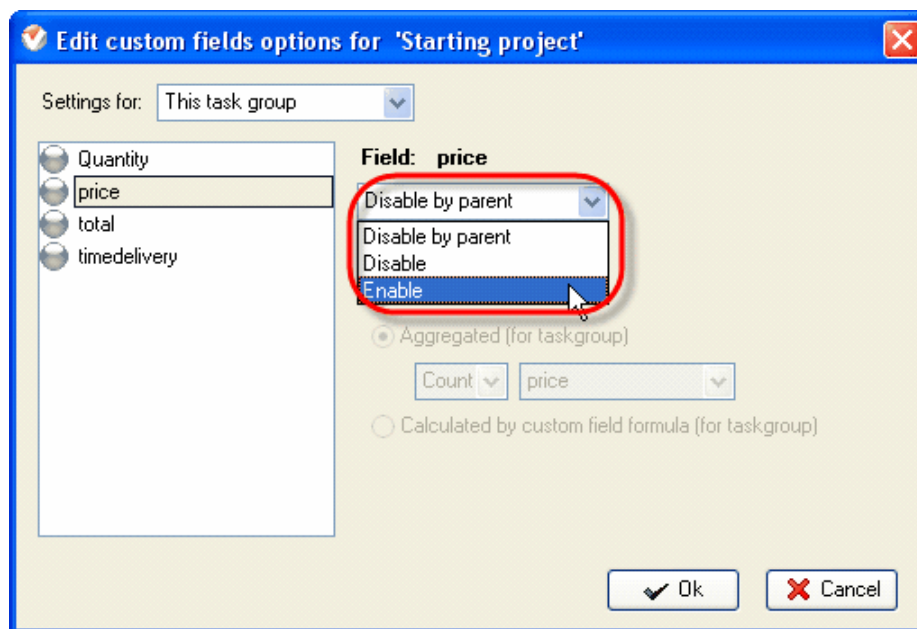 Edit custom fields options for 'Starting project'
Settings for: This task group
Quantity
price
total
timedelivery
Field: price
Disable by parent
Disable by parent
Disable
Enable
Aggregated (for taskgroup)
Count price
Calculated by custom field formula (for taskgroup)
Ok Cancel